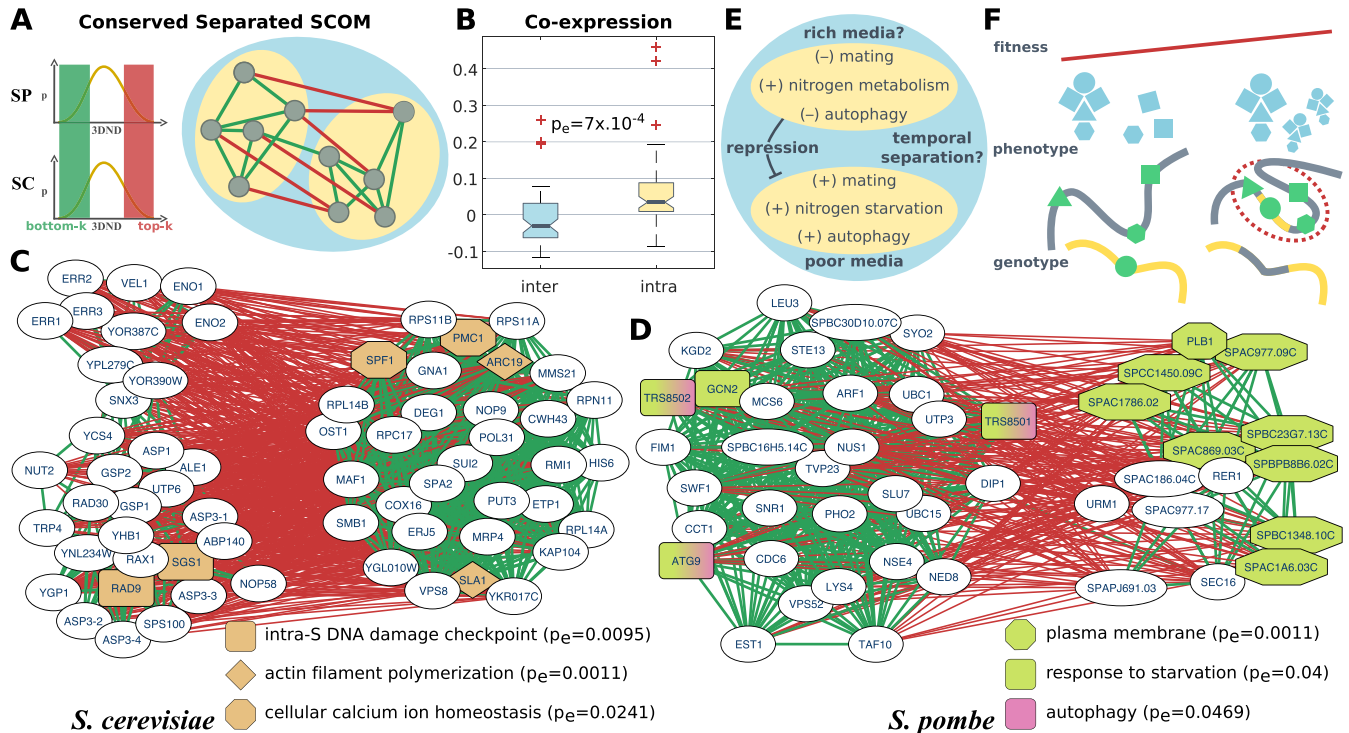 A
Conserved Separated SCOM
SP
p
3DND
SC
p
bottom-k
3DND
top-k
B
Co-expression
0.4
0.3
0.2
0.1
0
-0.1
pe=7x.10-4
inter
intra
E
rich media?
(–) mating
(+) nitrogen metabolism
(–) autophagy
repression
temporal
separation?
(+) mating
(+) nitrogen starvation
(+) autophagy
poor media
F
fitness
phenotype
genotype
C
ERR2
VEL1
ENO1
ERR3
ERR1
YOR387C
ENO2
YPL279C
YOR390W
SNX3
YCS4
ASP1
NUT2
GSP2
ALE1
UTP6
RAD30
GSP1
ASP3-1
TRP4
YHB1
ABP140
YNL234W
RAX1
SGS1
YGP1
RAD9
NOP58
ASP3-3
ASP3-2
SPS100
ASP3-4
RPS11B
RPS11A
PMC1
SPF1
ARC19
GNA1
MMS21
RPL14B
RPN11
DEG1
NOP9
CWH43
OST1
RPC17
POL31
SUI2
RMI1
HIS6
MAF1
SPA2
COX16
PUT3
ETP1
SMB1
ERJ5
RPL14A
MRP4
KAP104
YGL010W
SLA1
VPS8
YKR017C
intra-S DNA damage checkpoint (pe=0.0095)
actin filament polymerization (pe=0.0011)
cellular calcium ion homeostasis (pe=0.0241)
S. cerevisiae
D
LEU3
SPBC30D10.07C
SYO2
KGD2
STE13
TRS8502
GCN2
MCS6
ARF1
UBC1
UTP3
TRS8501
FIM1
SPBC16H5.14C
NUS1
TVP23
SWF1
DIP1
SLU7
SNR1
PHO2
UBC15
CCT1
ATG9
CDC6
NSE4
LYS4
NED8
VPS52
EST1
TAF10
PLB1
SPAC977.09C
SPCC1450.09C
SPAC1786.02
SPBC23G7.13C
SPAC869.03C
SPBPB8B6.02C
SPAC186.04C
RER1
URM1
SPAC977.17
SPBC1348.10C
SPAC1A6.03C
SPAPJ691.03
SEC16
plasma membrane (pe=0.0011)
response to starvation (pe=0.04)
autophagy (pe=0.0469)
S. pombe